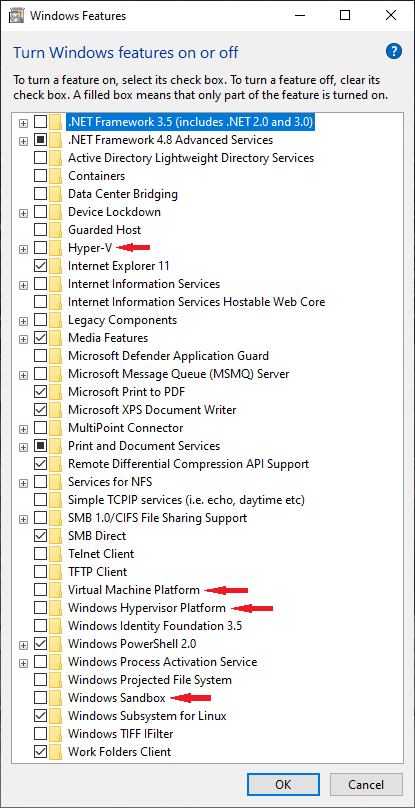 Windows Features
Turn Windows features on or off
To turn a feature on, select its check box. To turn a feature off, clear its
check box. A filled box means that only part of the feature is turned on.
.NET Framework 3.5 (includes .NET 2.0 and 3.0)
.NET Framework 4.8 Advanced Services
Active Directory Lightweight Directory Services
Containers
Data Center Bridging
Device Lockdown
Guarded Host
Hyper-V
Internet Explorer 11
Internet Information Services
Internet Information Services Hostable Web Core
Legacy Components
Media Features
Microsoft Defender Application Guard
Microsoft Message Queue (MSMQ) Server
Microsoft Print to PDF
Microsoft XPS Document Writer
MultiPoint Connector
Print and Document Services
Remote Differential Compression API Support
Services for NFS
Simple TCPIP services (i.e. echo, daytime etc)
SMB 1.0/CIFS File Sharing Support
SMB Direct
Telnet Client
TFTP Client
Virtual Machine Platform
Windows Hypervisor Platform
Windows Identity Foundation 3.5
Windows PowerShell 2.0
Windows Process Activation Service
Windows Projected File System
Windows Sandbox
Windows Subsystem for Linux
Windows TIFF IFilter
Work Folders Client
OK
Cancel